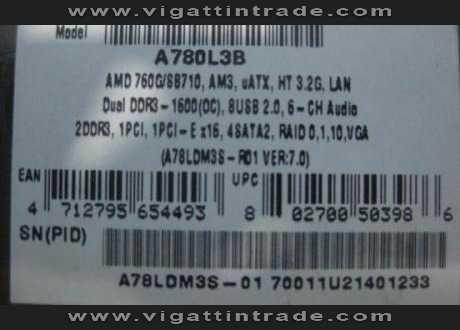 www.vigattintrade.com
Model
A780L3B
AMD 760G/SB710, AM3, uATX, HT 3.2G, LAN
Dual DDR3-1600(OC), 8USB 2.0, 6-CH Audio
2DDR3, 1PCI, 1PCI-E x16, 4SATA2, RAID 0,1,10,VGA
(A78LDM3S-R01 VER:7.0)
EAN UPC
4 712795 654493 8 02700 50398 6
SN(PID)
A78LDM3S-01 70011U21401233
www.vigattintrade.com